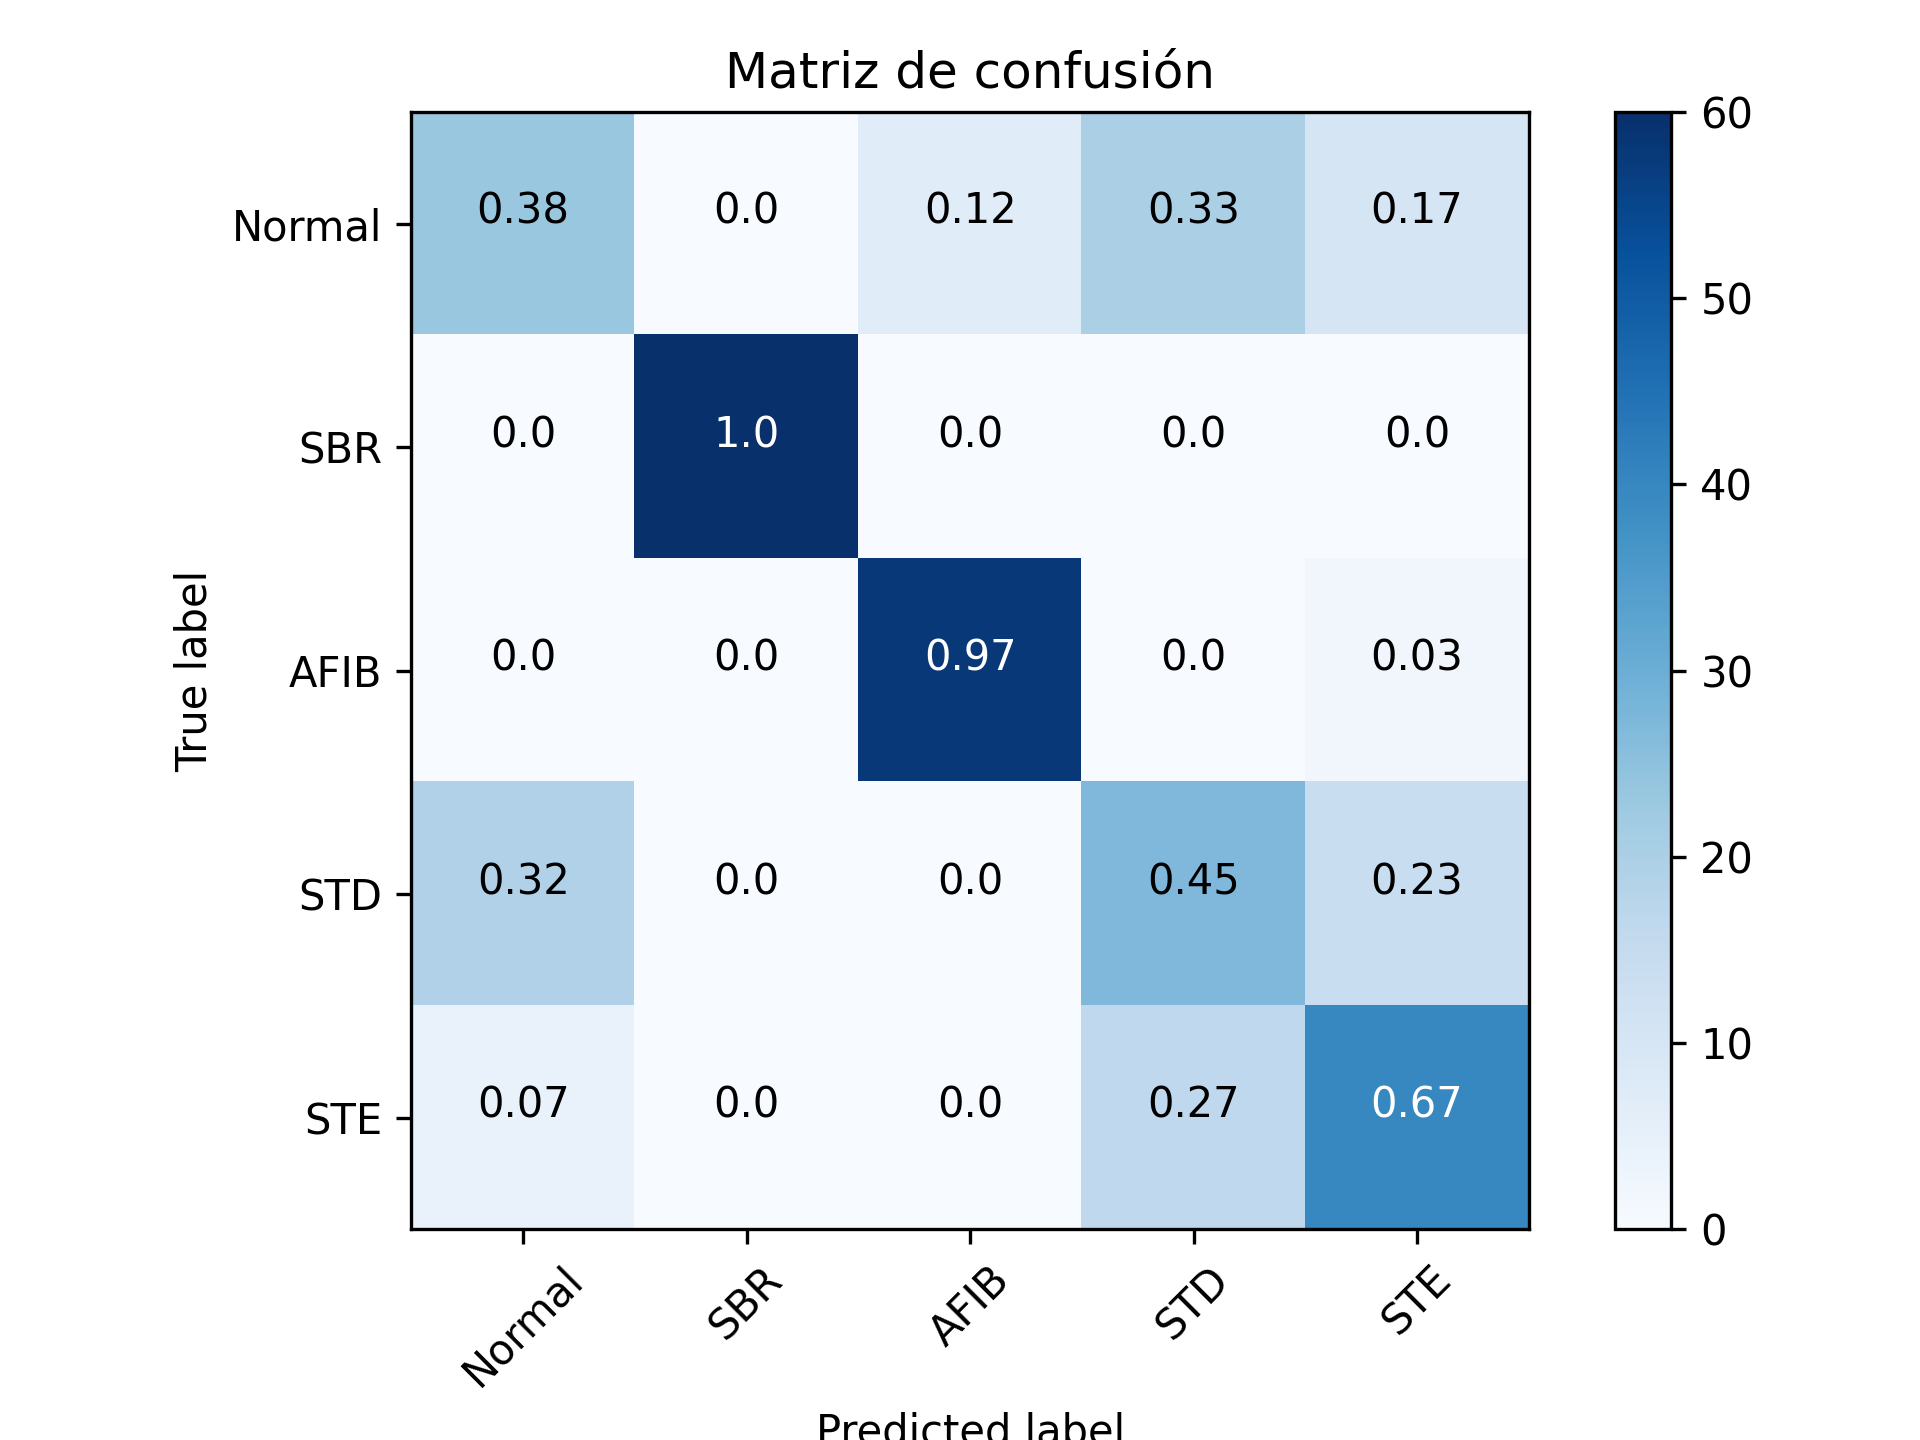 Matriz de confusión
Normal 0.38 0.0 0.12 0.33 0.17
SBR 0.0 1.0 0.0 0.0 0.0
AFIB 0.0 0.0 0.97 0.0 0.03
STD 0.32 0.0 0.0 0.45 0.23
STE 0.07 0.0 0.0 0.27 0.67
True label
Normal SBR AFIB STD STE
Predicted label
60
50
40
30
20
10
0